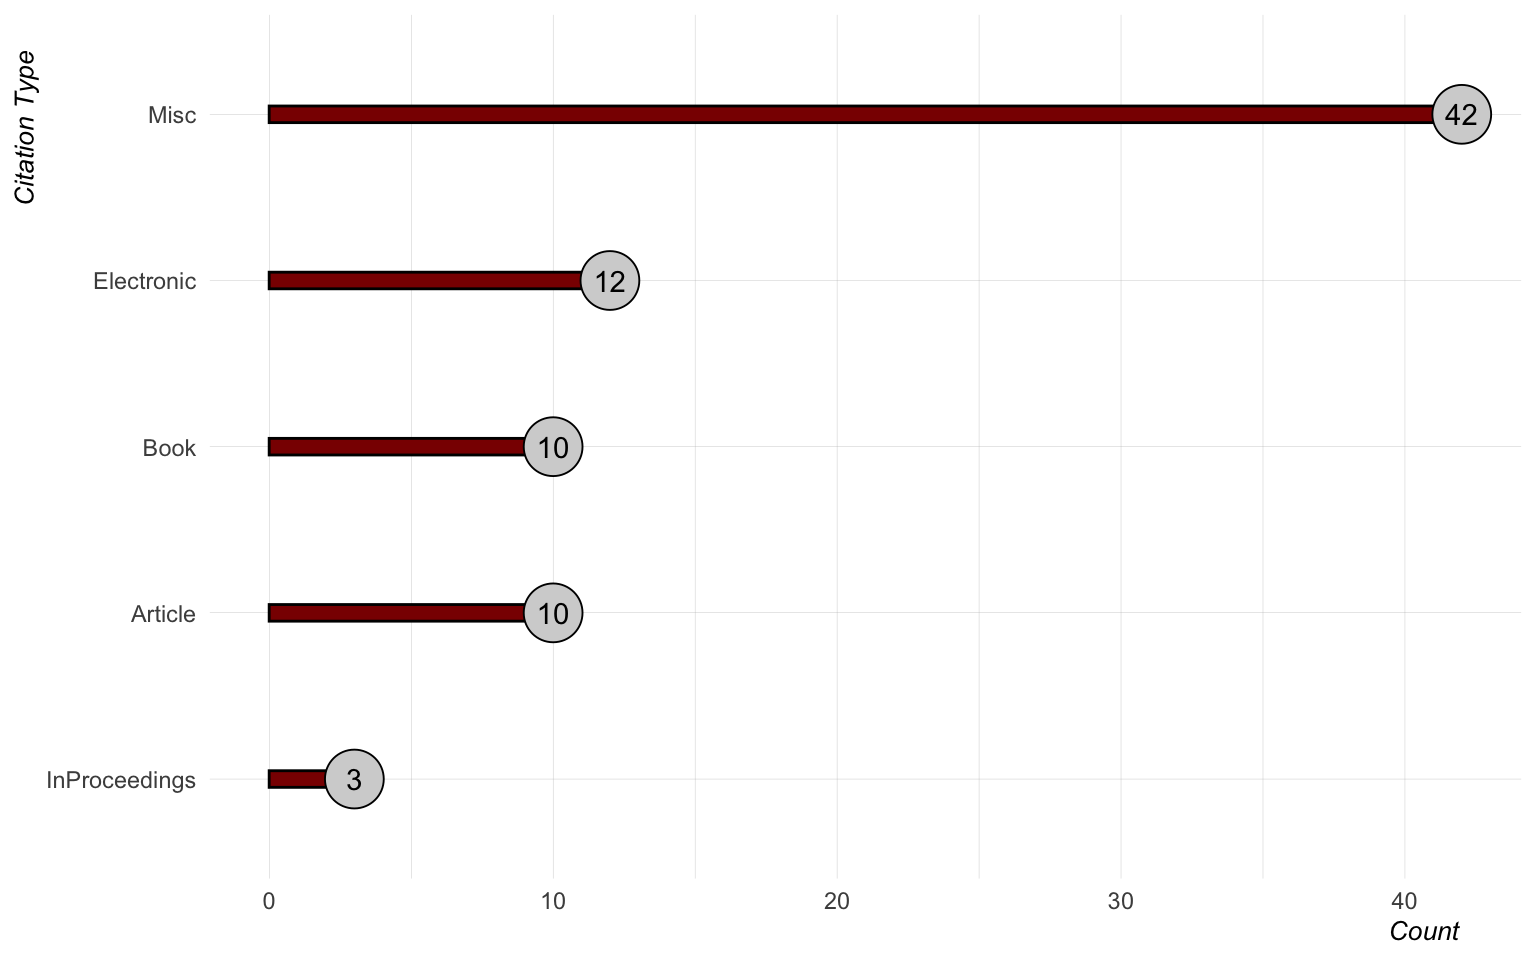 Citation Type
Misc
42
Electronic
12
Book
10
Article
10
InProceedings
3
0 10 20 30 40
Count